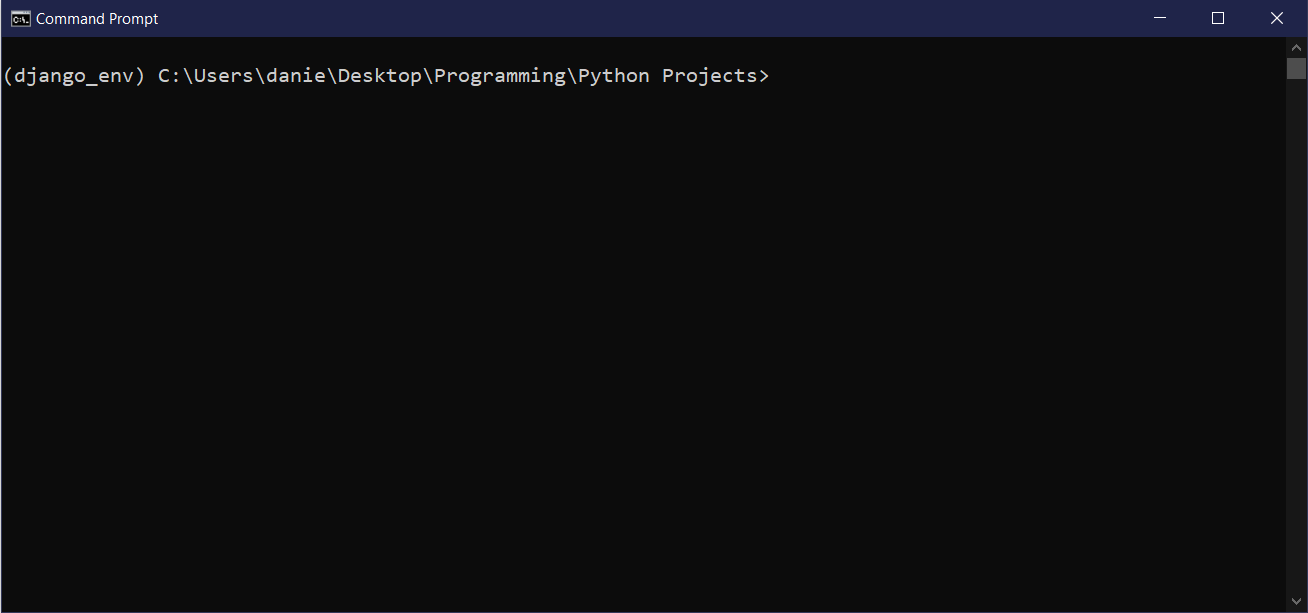 Command Prompt
(django_env) C:\Users\danie\Desktop\Programming\Python Projects>